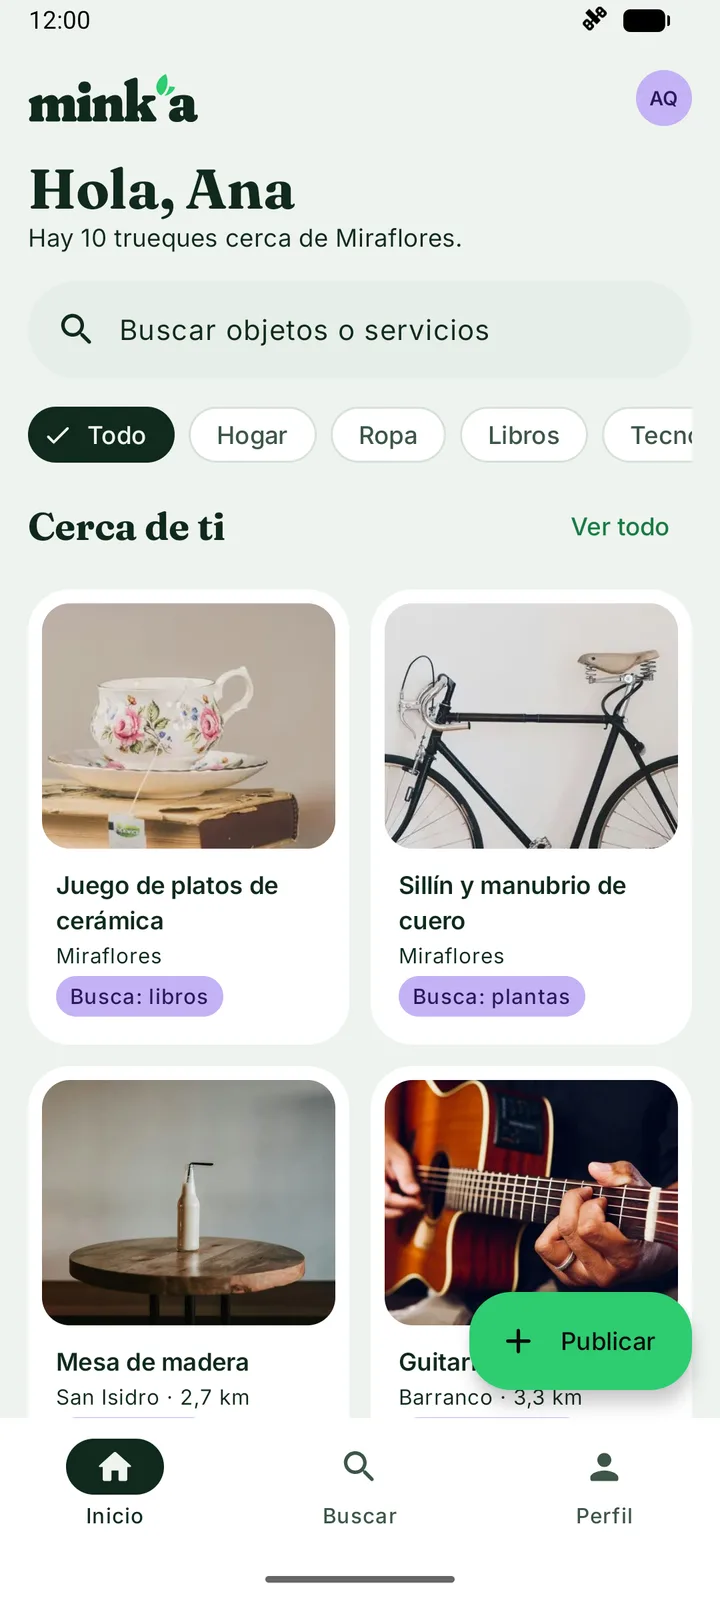 12:00
mink'a
AQ
Hola, Ana
Hay 10 trueques cerca de Miraflores.
Buscar objetos o servicios
Todo
Hogar
Ropa
Libros
Tecno
Cerca de ti
Ver todo
Juego de platos de
cerámica
Miraflores
Busca: libros
Sillín y manubrio de
cuero
Miraflores
Busca: plantas
Mesa de madera
San Isidro · 2,7 km
Guitar
Barranco · 3,3 km
Publicar
Inicio
Buscar
Perfil